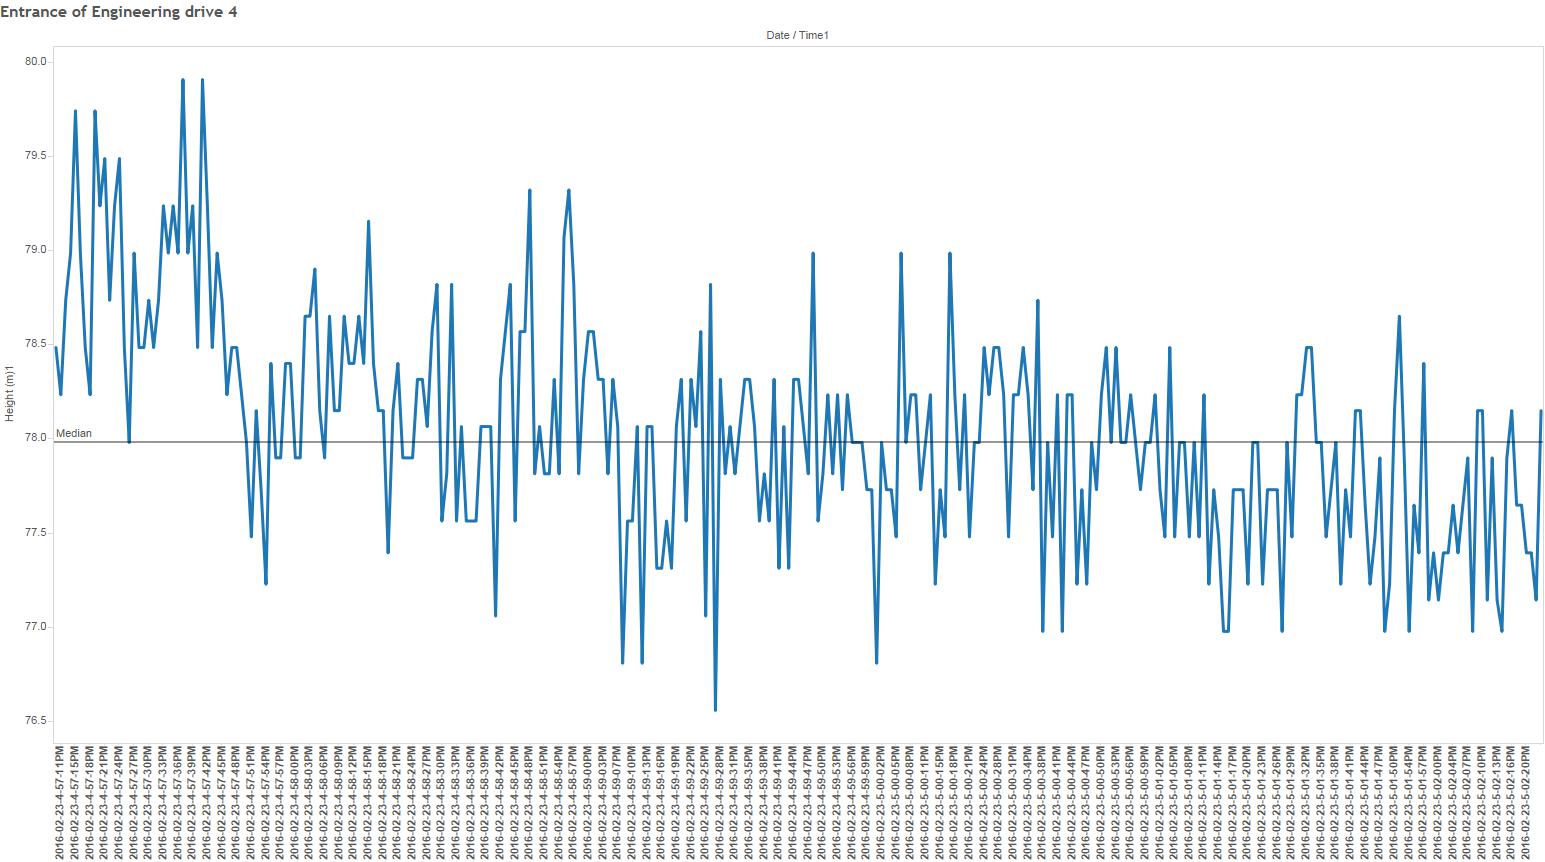 Entrance of Engineering drive 4
Date / Time1
80.0
79.5
79.0
78.5
78.0
77.5
77.0
76.5
Height (m)1
Median
2016-02-23-4-57-11PM
2016-02-23-4-57-15PM
2016-02-23-4-57-18PM
2016-02-23-4-57-21PM
2016-02-23-4-57-24PM
2016-02-23-4-57-27PM
2016-02-23-4-57-30PM
2016-02-23-4-57-33PM
2016-02-23-4-57-36PM
2016-02-23-4-57-39PM
2016-02-23-4-57-42PM
2016-02-23-4-57-45PM
2016-02-23-4-57-48PM
2016-02-23-4-57-51PM
2016-02-23-4-57-54PM
2016-02-23-4-57-57PM
2016-02-23-4-58-00PM
2016-02-23-4-58-03PM
2016-02-23-4-58-06PM
2016-02-23-4-58-09PM
2016-02-23-4-58-12PM
2016-02-23-4-58-15PM
2016-02-23-4-58-18PM
2016-02-23-4-58-21PM
2016-02-23-4-58-24PM
2016-02-23-4-58-27PM
2016-02-23-4-58-30PM
2016-02-23-4-58-33PM
2016-02-23-4-58-36PM
2016-02-23-4-58-39PM
2016-02-23-4-58-42PM
2016-02-23-4-58-45PM
2016-02-23-4-58-48PM
2016-02-23-4-58-51PM
2016-02-23-4-58-54PM
2016-02-23-4-58-57PM
2016-02-23-4-59-00PM
2016-02-23-4-59-03PM
2016-02-23-4-59-07PM
2016-02-23-4-59-10PM
2016-02-23-4-59-13PM
2016-02-23-4-59-16PM
2016-02-23-4-59-19PM
2016-02-23-4-59-22PM
2016-02-23-4-59-25PM
2016-02-23-4-59-28PM
2016-02-23-4-59-31PM
2016-02-23-4-59-35PM
2016-02-23-4-59-38PM
2016-02-23-4-59-41PM
2016-02-23-4-59-44PM
2016-02-23-4-59-47PM
2016-02-23-4-59-50PM
2016-02-23-4-59-53PM
2016-02-23-4-59-56PM
2016-02-23-4-59-59PM
2016-02-23-5-00-02PM
2016-02-23-5-00-05PM
2016-02-23-5-00-08PM
2016-02-23-5-00-11PM
2016-02-23-5-00-15PM
2016-02-23-5-00-18PM
2016-02-23-5-00-21PM
2016-02-23-5-00-24PM
2016-02-23-5-00-28PM
2016-02-23-5-00-31PM
2016-02-23-5-00-34PM
2016-02-23-5-00-38PM
2016-02-23-5-00-41PM
2016-02-23-5-00-44PM
2016-02-23-5-00-47PM
2016-02-23-5-00-50PM
2016-02-23-5-00-53PM
2016-02-23-5-00-56PM
2016-02-23-5-00-59PM
2016-02-23-5-01-02PM
2016-02-23-5-01-05PM
2016-02-23-5-01-08PM
2016-02-23-5-01-11PM
2016-02-23-5-01-14PM
2016-02-23-5-01-17PM
2016-02-23-5-01-20PM
2016-02-23-5-01-23PM
2016-02-23-5-01-26PM
2016-02-23-5-01-29PM
2016-02-23-5-01-32PM
2016-02-23-5-01-35PM
2016-02-23-5-01-38PM
2016-02-23-5-01-41PM
2016-02-23-5-01-44PM
2016-02-23-5-01-47PM
2016-02-23-5-01-50PM
2016-02-23-5-01-54PM
2016-02-23-5-01-57PM
2016-02-23-5-02-00PM
2016-02-23-5-02-04PM
2016-02-23-5-02-07PM
2016-02-23-5-02-10PM
2016-02-23-5-02-13PM
2016-02-23-5-02-16PM
2016-02-23-5-02-20PM